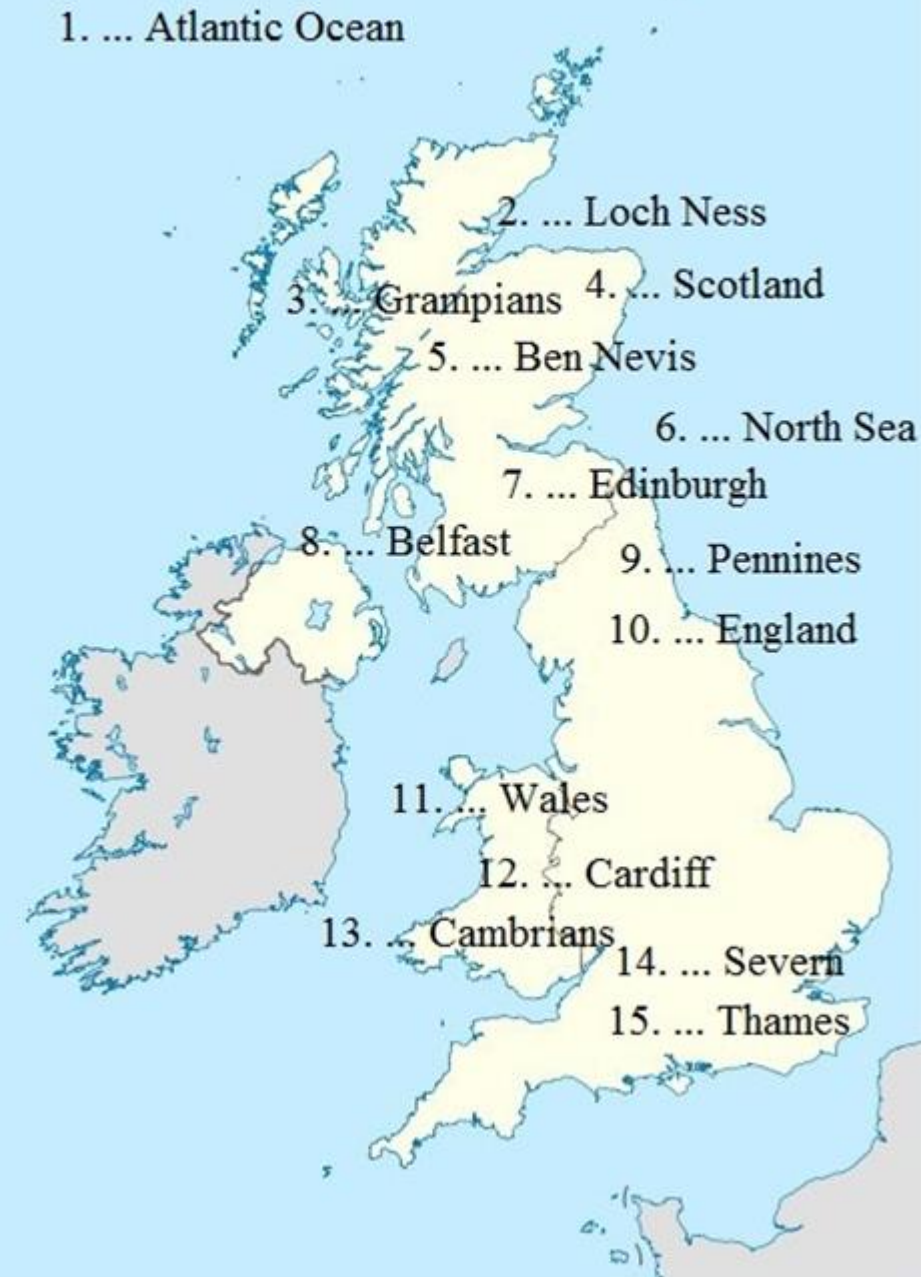 1. ... Atlantic Ocean
2. ... Loch Ness
3. ... Grampians
4. ... Scotland
5. ... Ben Nevis
6. ... North Sea
7. ... Edinburgh
8. ... Belfast
9. ... Pennines
10. ... England
11. ... Wales
12. ... Cardiff
13. ... Cambrians
14. ... Severn
15. ... Thames